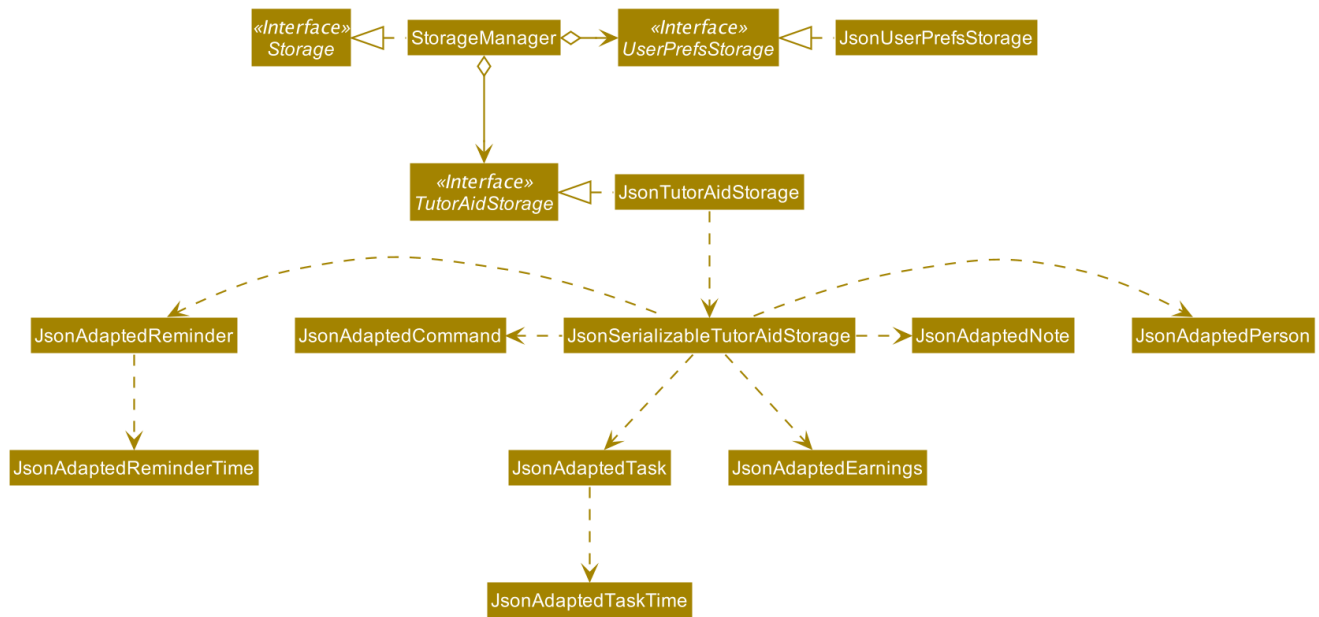 «Interface»
Storage
StorageManager
«Interface»
UserPrefsStorage
JsonUserPrefsStorage
«Interface»
TutorAidStorage
JsonTutorAidStorage
JsonAdaptedReminder
JsonAdaptedCommand
JsonSerializableTutorAidStorage
JsonAdaptedNote
JsonAdaptedPerson
JsonAdaptedReminderTime
JsonAdaptedTask
JsonAdaptedEarnings
JsonAdaptedTaskTime